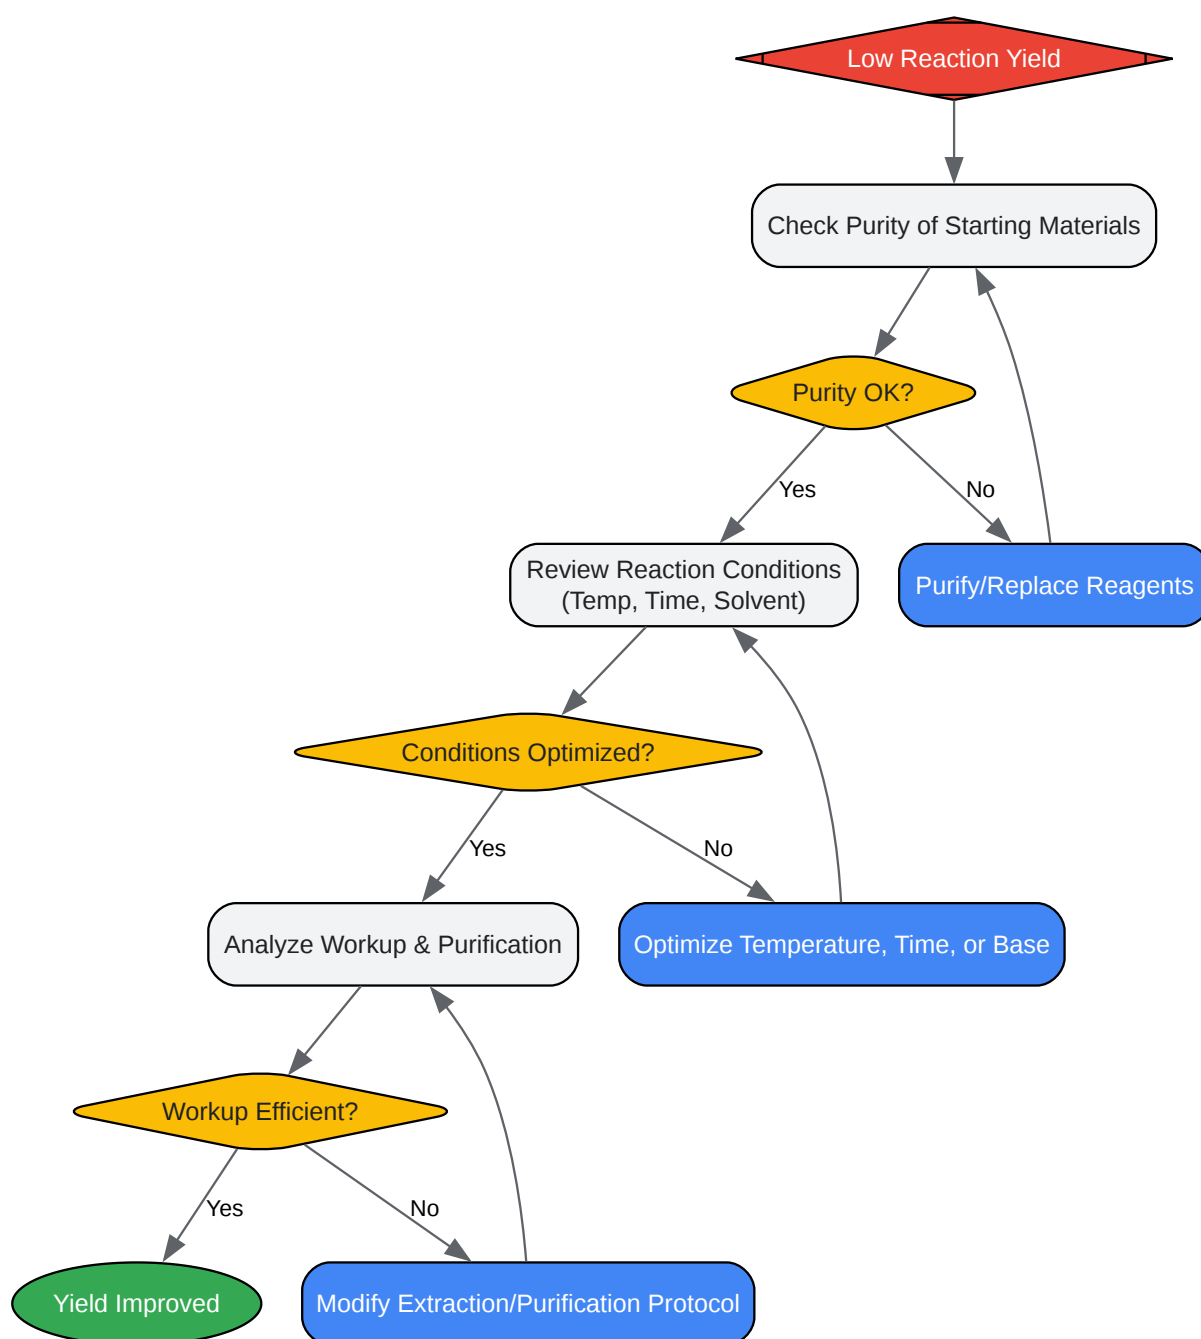 Low Reaction Yield
Check Purity of Starting Materials
Purity OK?
Yes
No
Review Reaction Conditions
(Temp, Time, Solvent)
Purify/Replace Reagents
Conditions Optimized?
Yes
No
Analyze Workup & Purification
Optimize Temperature, Time, or Base
Workup Efficient?
Yes
No
Yield Improved
Modify Extraction/Purification Protocol